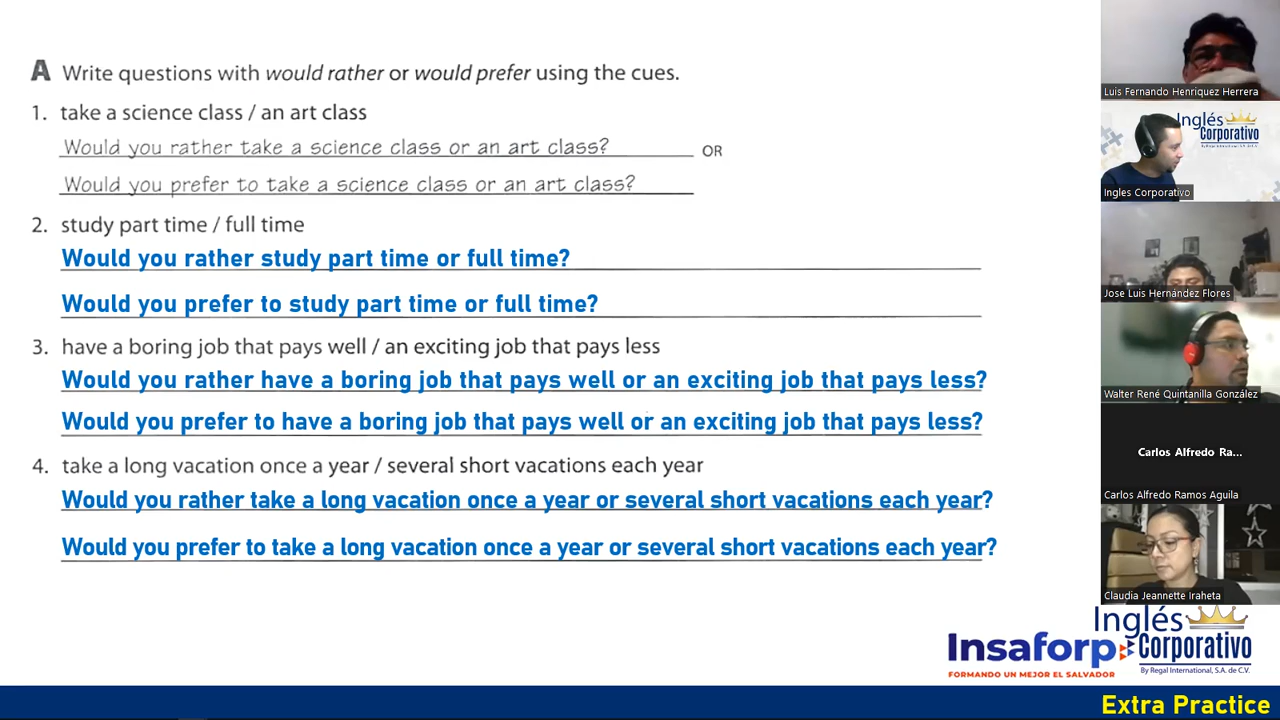 A Write questions with would rather or would prefer using the cues.
1. take a science class / an art class
Would you rather take a science class or an art class? OR
Would you prefer to take a science class or an art class?
2. study part time / full time
Would you rather study part time or full time?
Would you prefer to study part time or full time?
3. have a boring job that pays well / an exciting job that pays less
Would you rather have a boring job that pays well or an exciting job that pays less?
Would you prefer to have a boring job that pays well or an exciting job that pays less?
4. take a long vacation once a year / several short vacations each year
Would you rather take a long vacation once a year or several short vacations each year?
Would you prefer to take a long vacation once a year or several short vacations each year?
Luis Fernando Henriquez Herrera
Inglés
Corporativo
By Regal International, S.A. de C.V.
Ingles Corporativo
Jose Luis Hernández Flores
Walter René Quintanilla González
Carlos Alfredo Ra...
Carlos Alfredo Ramos Aguila
Claudia Jeannette Iraheta
Insaforp
FORMANDO UN MEJOR EL SALVADOR
Inglés
Corporativo
By Regal International, S.A. de C.V.
Extra Practice